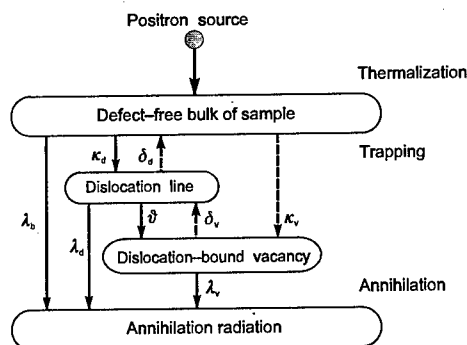 Positron source
Thermalization
Defect–free bulk of sample
Trapping
κd
δd
Dislocation line
λb
λd
ϑ
δv
κv
Dislocation–bound vacancy
λv
Annihilation
Annihilation radiation